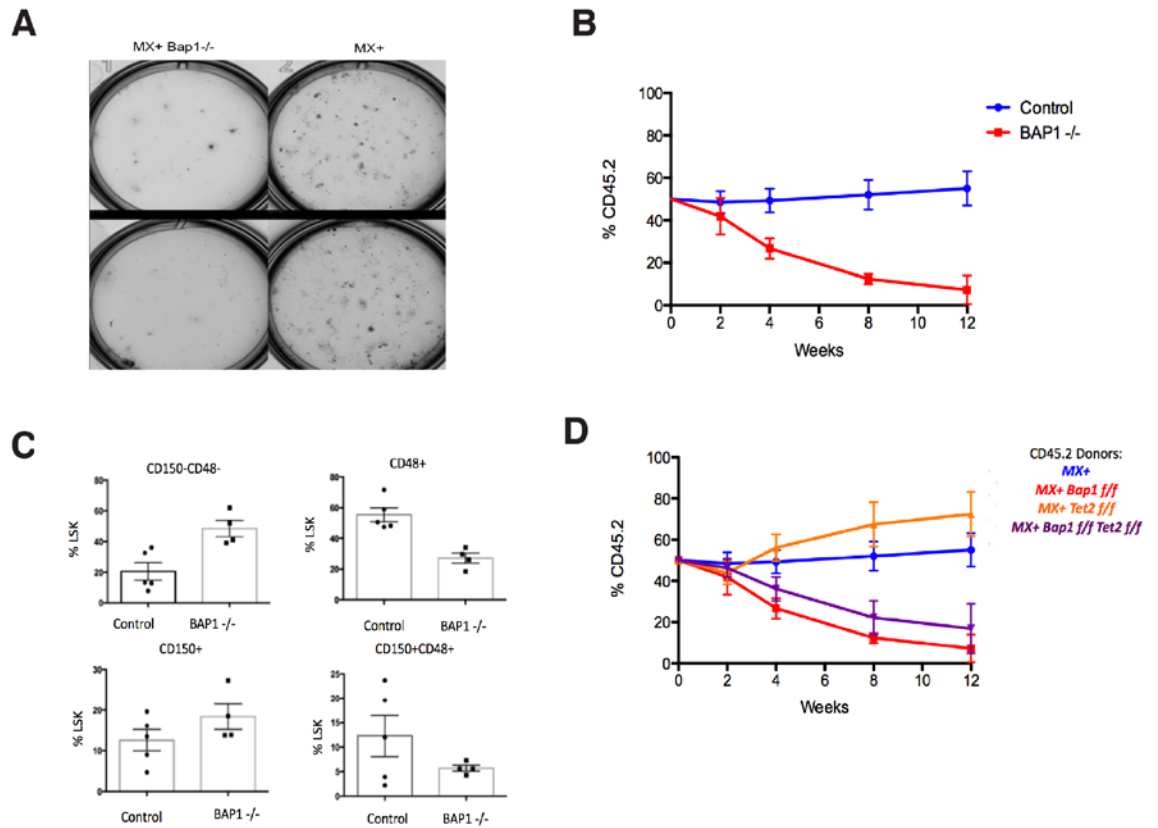 A
MX+ Bap1-/-
MX+
1
2
B
100
80
60
40
20
0
% CD45.2
0 2 4 6 8 10 12
Weeks
Control
BAP1 -/-
C
CD150-CD48-
80
60
40
20
0
% LSK
Control BAP1 -/-
CD48+
80
60
40
20
0
% LSK
Control BAP1 -/-
CD150+
30
20
10
0
% LSK
Control BAP1 -/-
CD150+CD48+
25
20
15
10
5
0
% LSK
Control BAP1 -/-
D
100
80
60
40
20
0
% CD45.2
0 2 4 6 8 10 12
Weeks
CD45.2 Donors:
MX+
MX+ Bap1 f/f
MX+ Tet2 f/f
MX+ Bap1 f/f Tet2 f/f